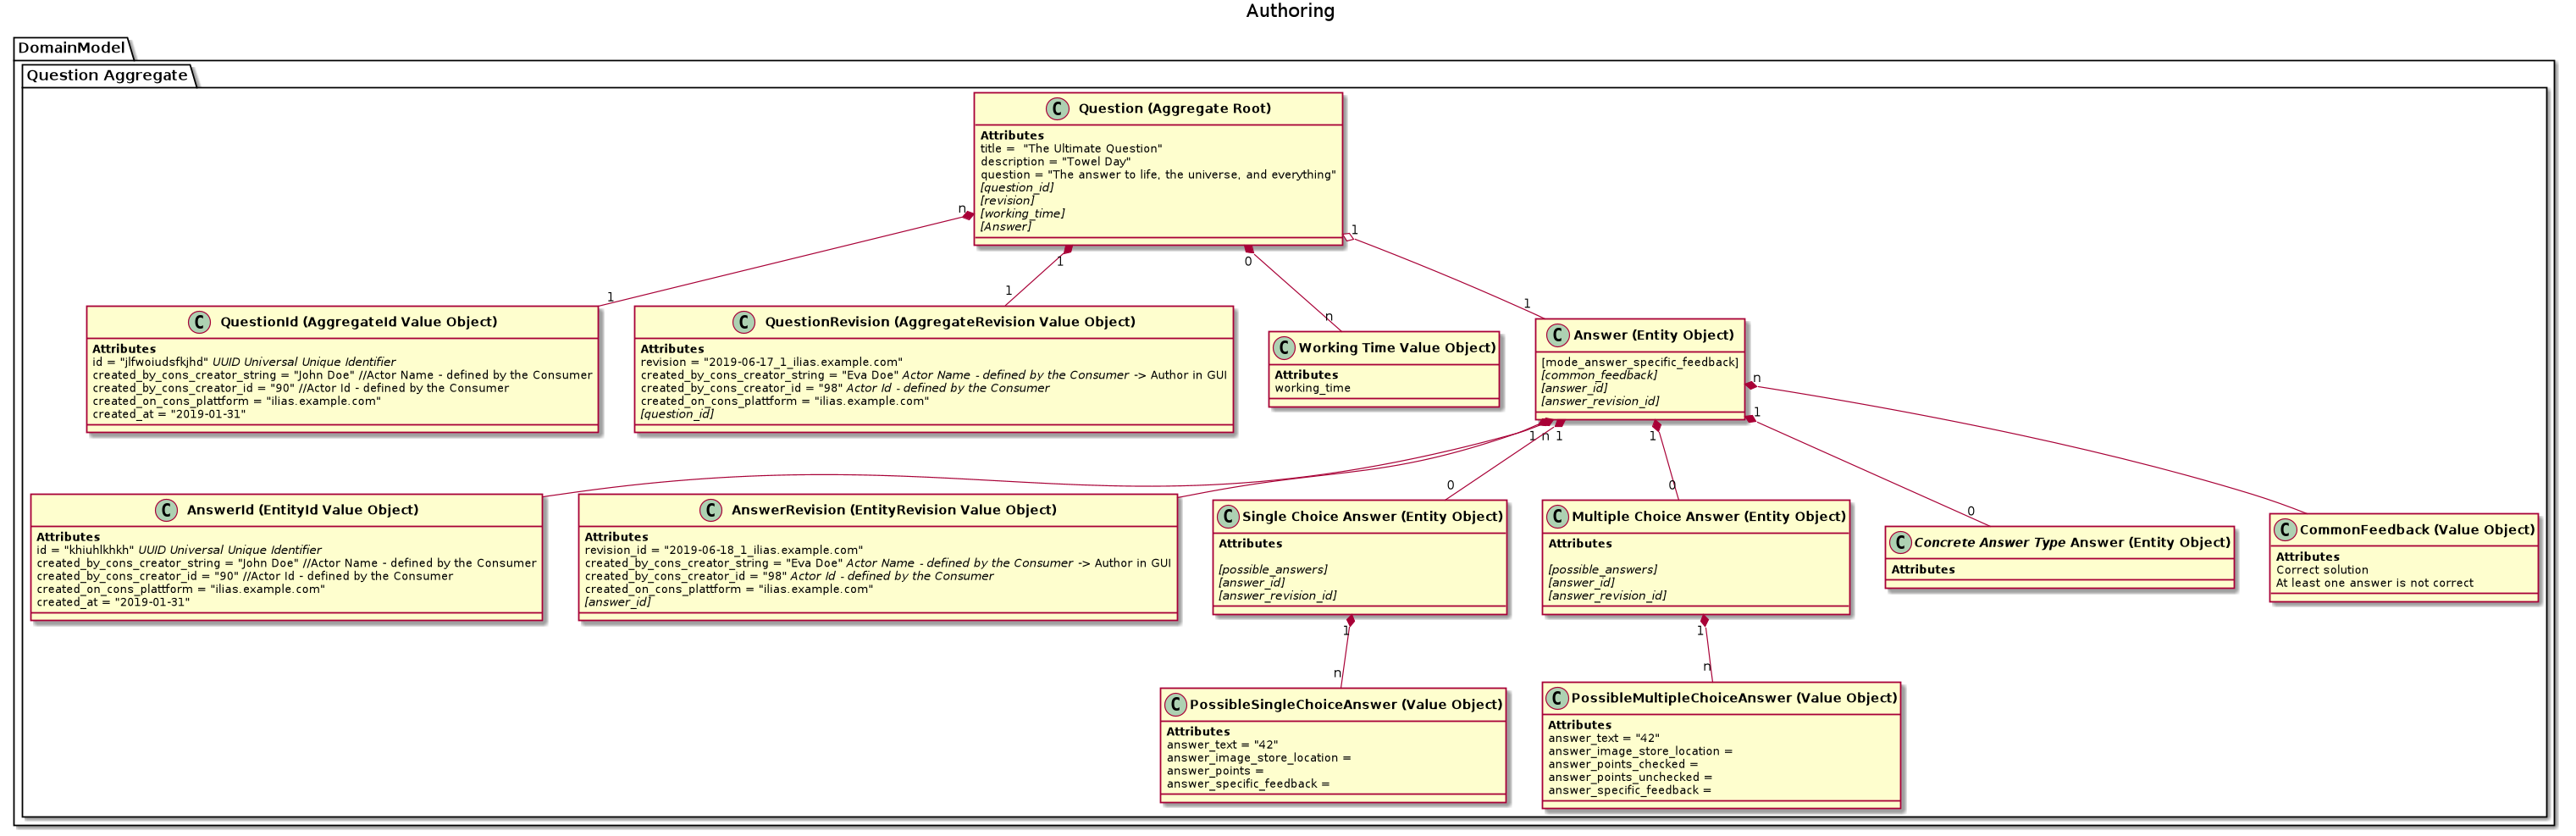 Authoring
DomainModel
Question Aggregate
C Question (Aggregate Root)
Attributes
title =  "The Ultimate Question"
description = "Towel Day"
question = "The answer to life, the universe, and everything"
[question_id]
[revision]
[working_time]
[Answer]
n
1
0
1
1
1
n
1
C QuestionId (AggregateId Value Object)
Attributes
id = "jlfwoiudsfkjhd" UUID Universal Unique Identifier
created_by_cons_creator_string = "John Doe" //Actor Name - defined by the Consumer
created_by_cons_creator_id = "90" //Actor Id - defined by the Consumer
created_on_cons_plattform = "ilias.example.com"
created_at = "2019-01-31"
C QuestionRevision (AggregateRevision Value Object)
Attributes
revision = "2019-06-17_1_ilias.example.com"
created_by_cons_creator_string = "Eva Doe" Actor Name - defined by the Consumer -> Author in GUI
created_by_cons_creator_id = "98" Actor Id - defined by the Consumer
created_on_cons_plattform = "ilias.example.com"
[question_id]
C Working Time Value Object)
Attributes
working_time
C Answer (Entity Object)
[mode_answer_specific_feedback]
[common_feedback]
[answer_id]
[answer_revision_id]
n
1
1 n 1
1
0
0
0
C AnswerId (EntityId Value Object)
Attributes
id = "khiuhlkhkh" UUID Universal Unique Identifier
created_by_cons_creator_string = "John Doe" //Actor Name - defined by the Consumer
created_by_cons_creator_id = "90" //Actor Id - defined by the Consumer
created_on_cons_plattform = "ilias.example.com"
created_at = "2019-01-31"
C AnswerRevision (EntityRevision Value Object)
Attributes
revision_id = "2019-06-18_1_ilias.example.com"
created_by_cons_creator_string = "Eva Doe" Actor Name - defined by the Consumer -> Author in GUI
created_by_cons_creator_id = "98" Actor Id - defined by the Consumer
created_on_cons_plattform = "ilias.example.com"
[answer_id]
C Single Choice Answer (Entity Object)
Attributes
[possible_answers]
[answer_id]
[answer_revision_id]
C Multiple Choice Answer (Entity Object)
Attributes
[possible_answers]
[answer_id]
[answer_revision_id]
C Concrete Answer Type Answer (Entity Object)
Attributes
C CommonFeedback (Value Object)
Attributes
Correct solution
At least one answer is not correct
1
n
1
n
C PossibleSingleChoiceAnswer (Value Object)
Attributes
answer_text = "42"
answer_image_store_location =
answer_points =
answer_specific_feedback =
C PossibleMultipleChoiceAnswer (Value Object)
Attributes
answer_text = "42"
answer_image_store_location =
answer_points_checked =
answer_points_unchecked =
answer_specific_feedback =